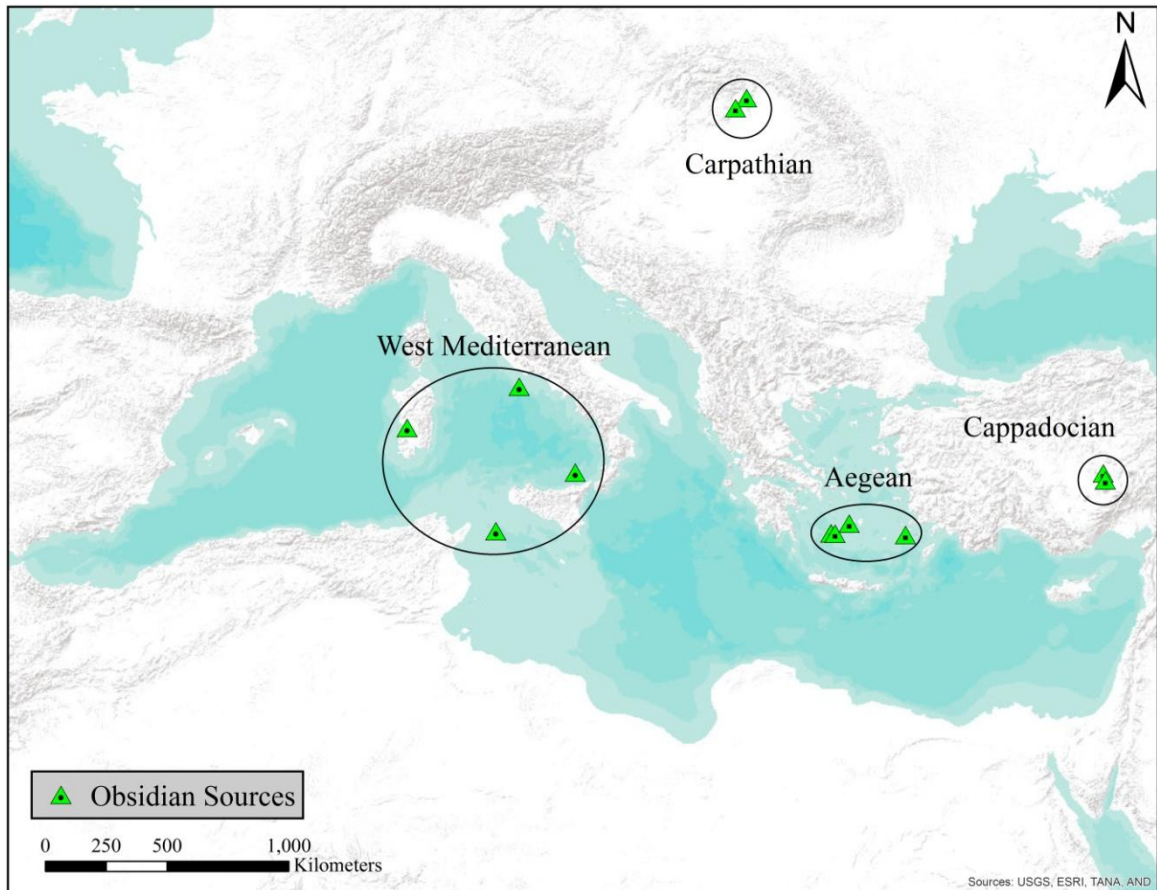 N
Carpathian
West Mediterranean
Cappadocian
Aegean
Obsidian Sources
0 250 500 1,000
Kilometers
Sources: USGS, ESRI, TANA, AND